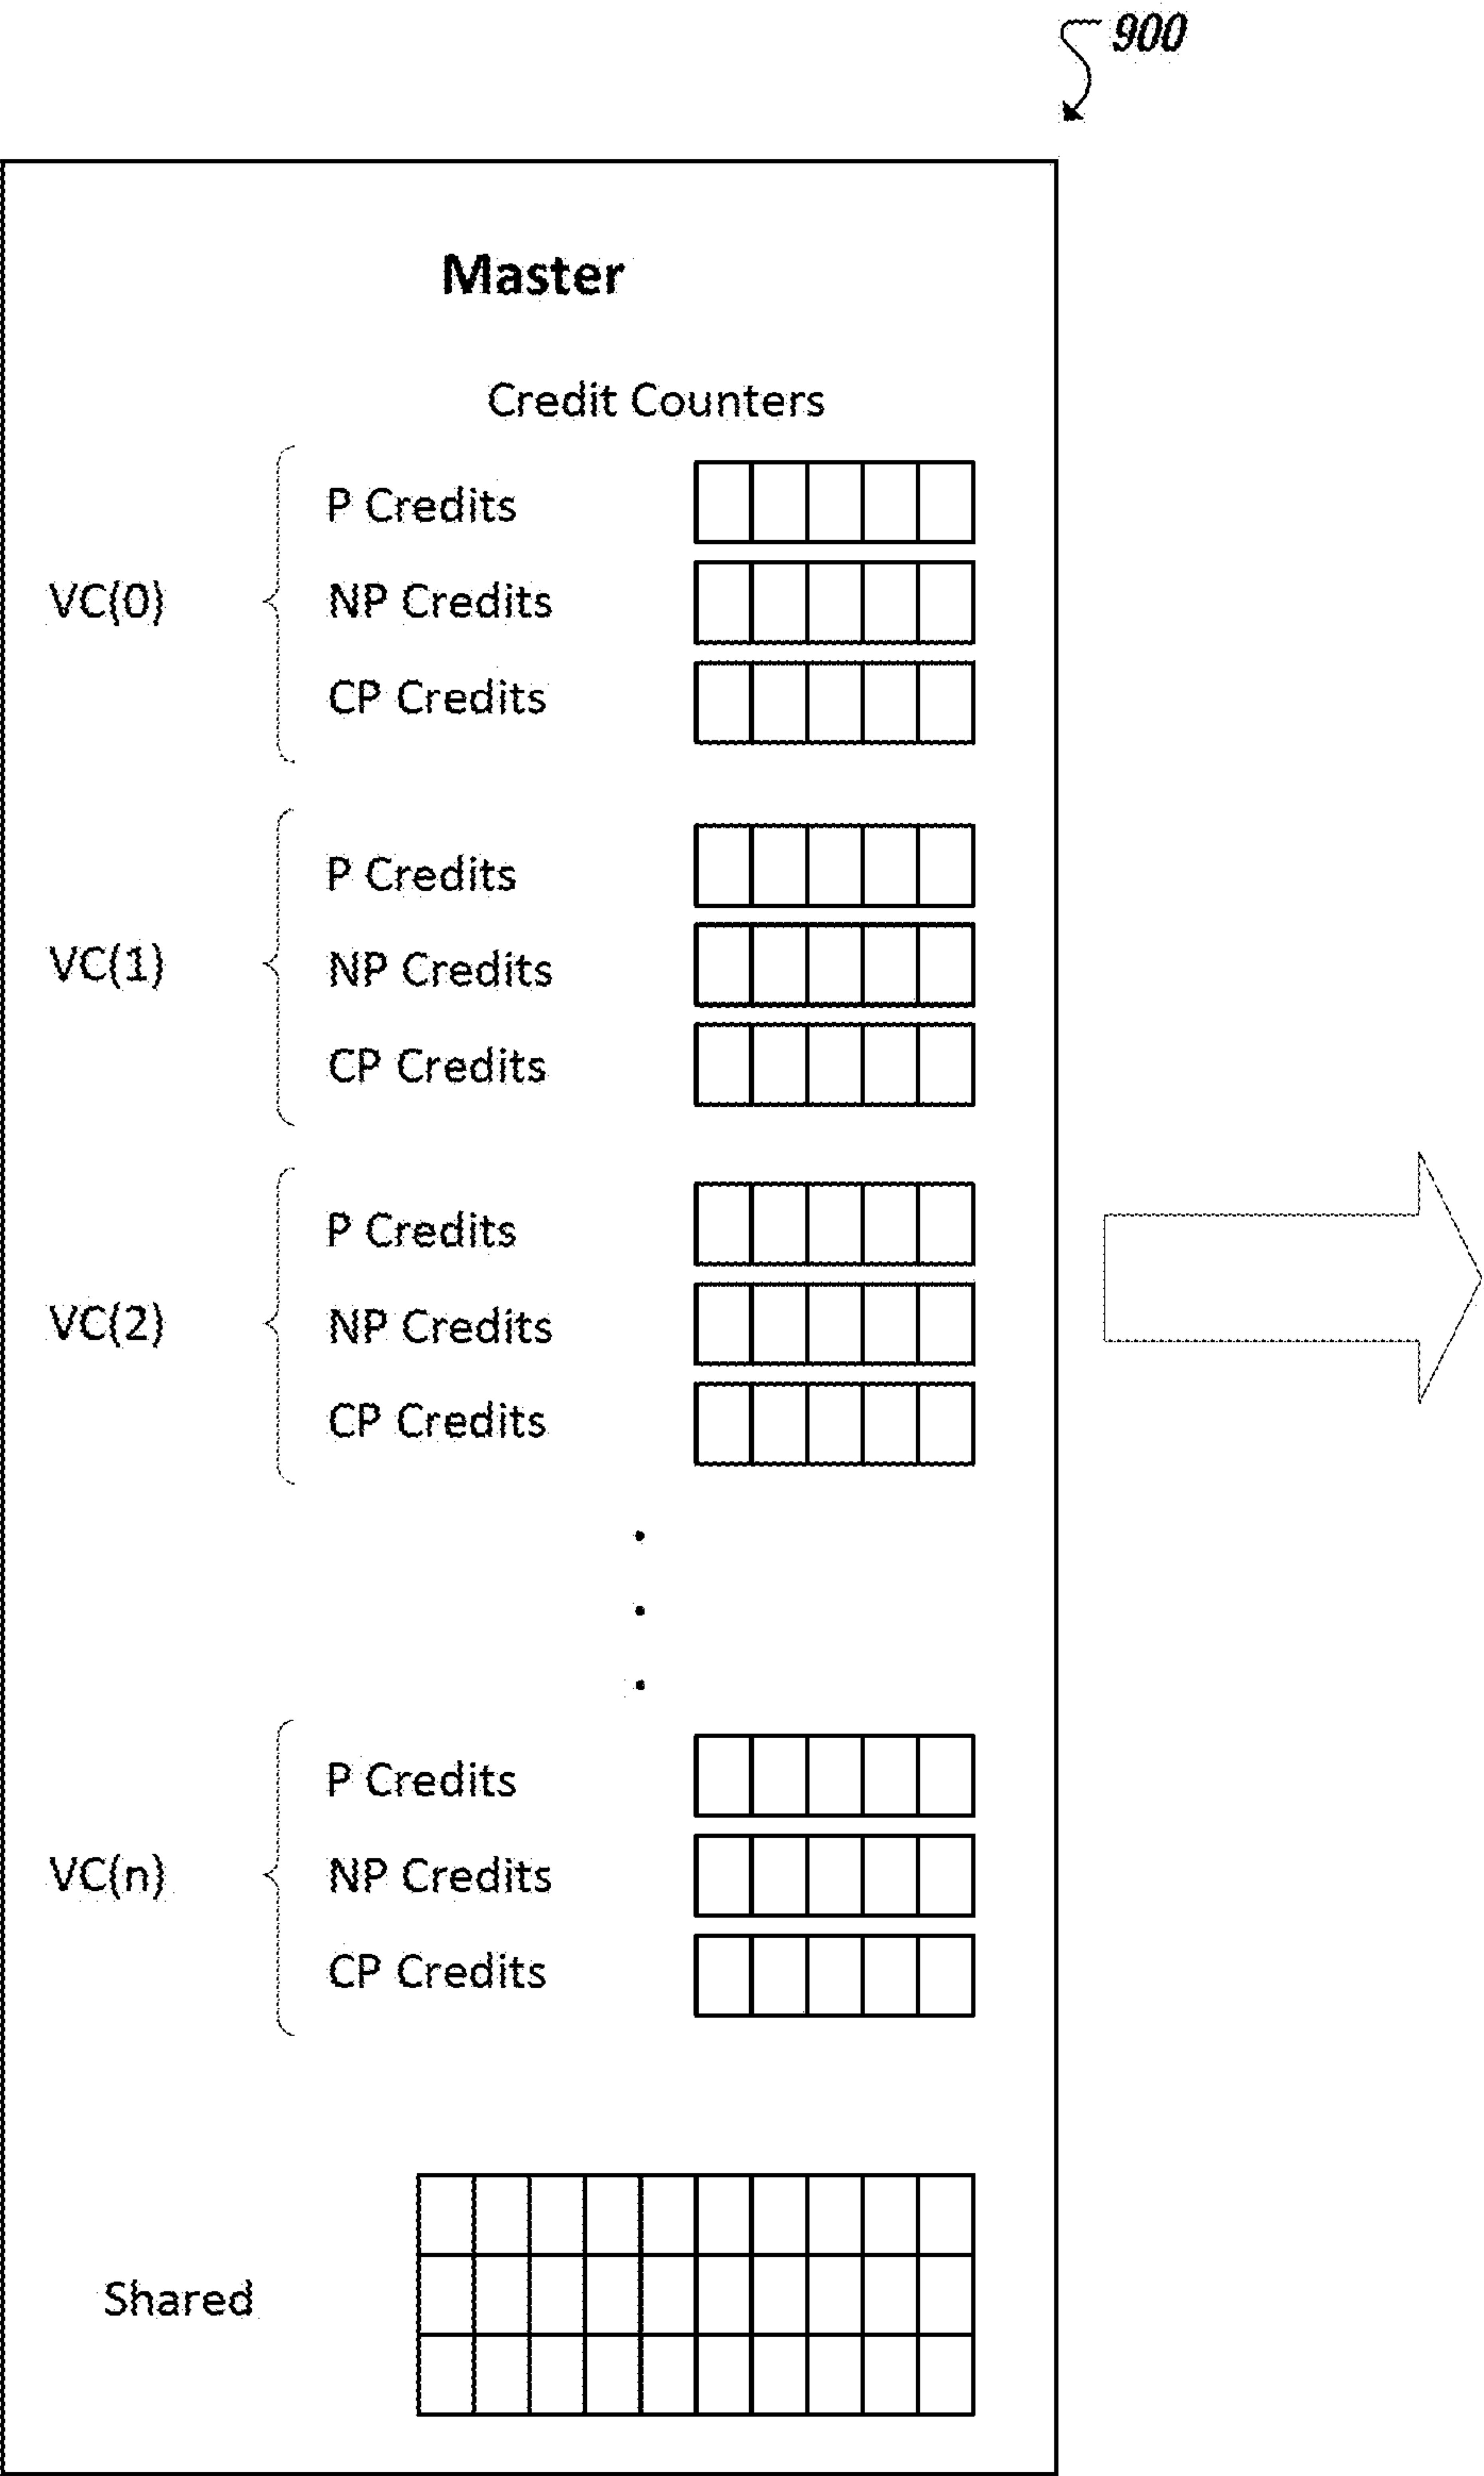 900
Master
Credit Counters
P Credits
VC(0)
NP Credits
CP Credits
P Credits
VC(1)
NP Credits
CP Credits
P Credits
VC(2)
NP Credits
CP Credits
P Credits
VC(n)
NP Credits
CP Credits
Shared